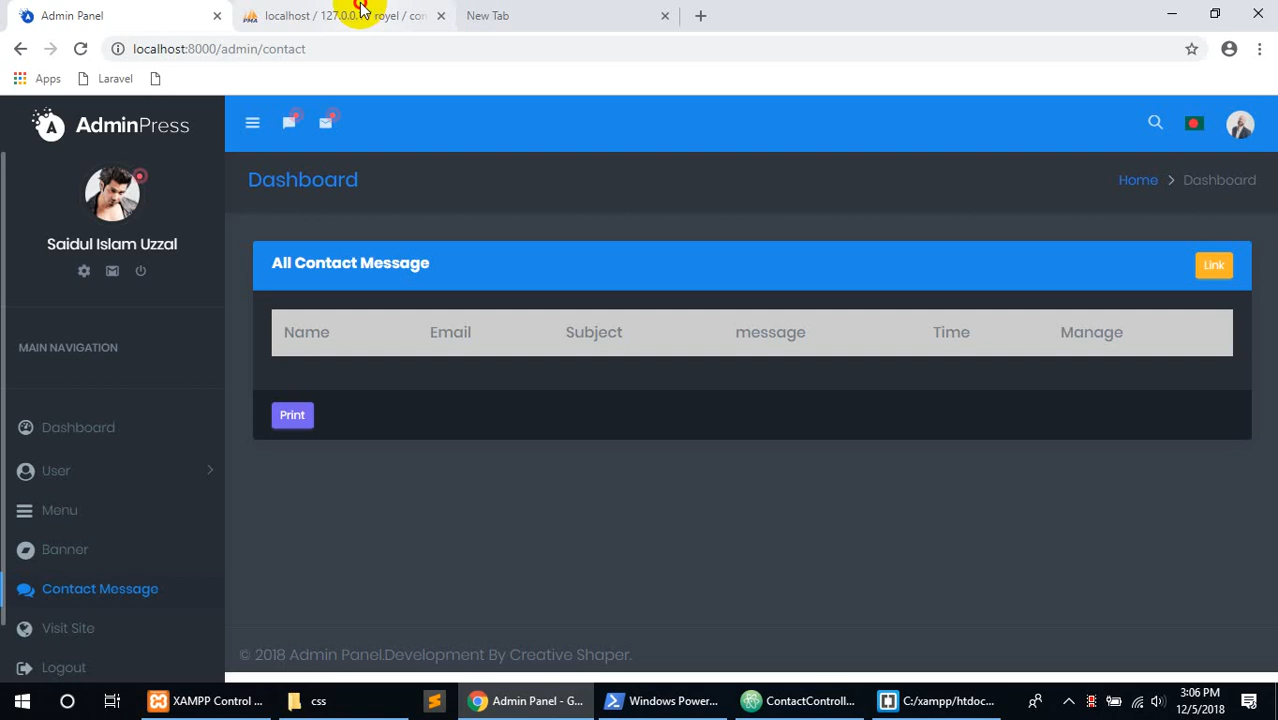 Admin Panel
localhost / 127.0.0. royel / con
New Tab
localhost:8000/admin/contact
Apps
Laravel
AdminPress
Dashboard
Home > Dashboard
Saidul Islam Uzzal
All Contact Message
Link
Name Email Subject message Time Manage
MAIN NAVIGATION
Print
Dashboard
User
Menu
Banner
Contact Message
Visit Site
Logout
© 2018 Admin Panel.Development By Creative Shaper.
XAMPP Control ...
css
Admin Panel - G...
Windows Power...
ContactControll...
C:/xampp/htdoc...
3:06 PM
12/5/2018